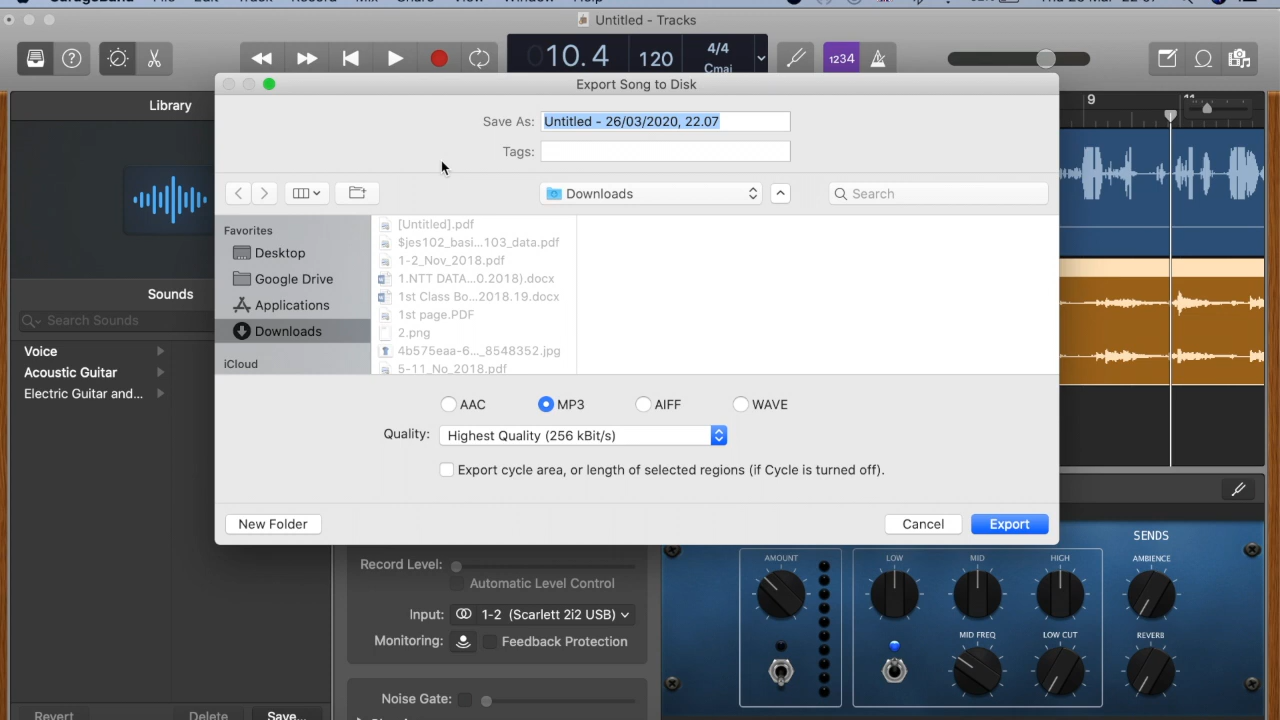 Untitled - Tracks
10.4
120
4/4
Cmaj
1234
Library
Export Song to Disk
9
11
Save As: Untitled - 26/03/2020, 22.07
Tags:
Downloads
Search
Favorites
Desktop
Google Drive
Applications
Downloads
iCloud
[Untitled].pdf
$jes102_basi...103_data.pdf
1-2_Nov_2018.pdf
1.NTT DATA...0.2018).docx
1st Class Bo...2018.19.docx
1st page.PDF
2.png
4b575eaa-6..._8548352.jpg
5-11_No_2018.pdf
Sounds
Search Sounds
Voice
Acoustic Guitar
Electric Guitar and...
AAC
MP3
AIFF
WAVE
Quality: Highest Quality (256 kBit/s)
Export cycle area, or length of selected regions (if Cycle is turned off).
New Folder
Cancel
Export
Record Level:
Automatic Level Control
Input: 1-2 (Scarlett 2i2 USB)
Monitoring: Feedback Protection
Noise Gate:
SENDS
AMOUNT
LOW
MID
HIGH
AMBIENCE
MID FREQ
LOW CUT
REVERB
Revert
Delete
Save...